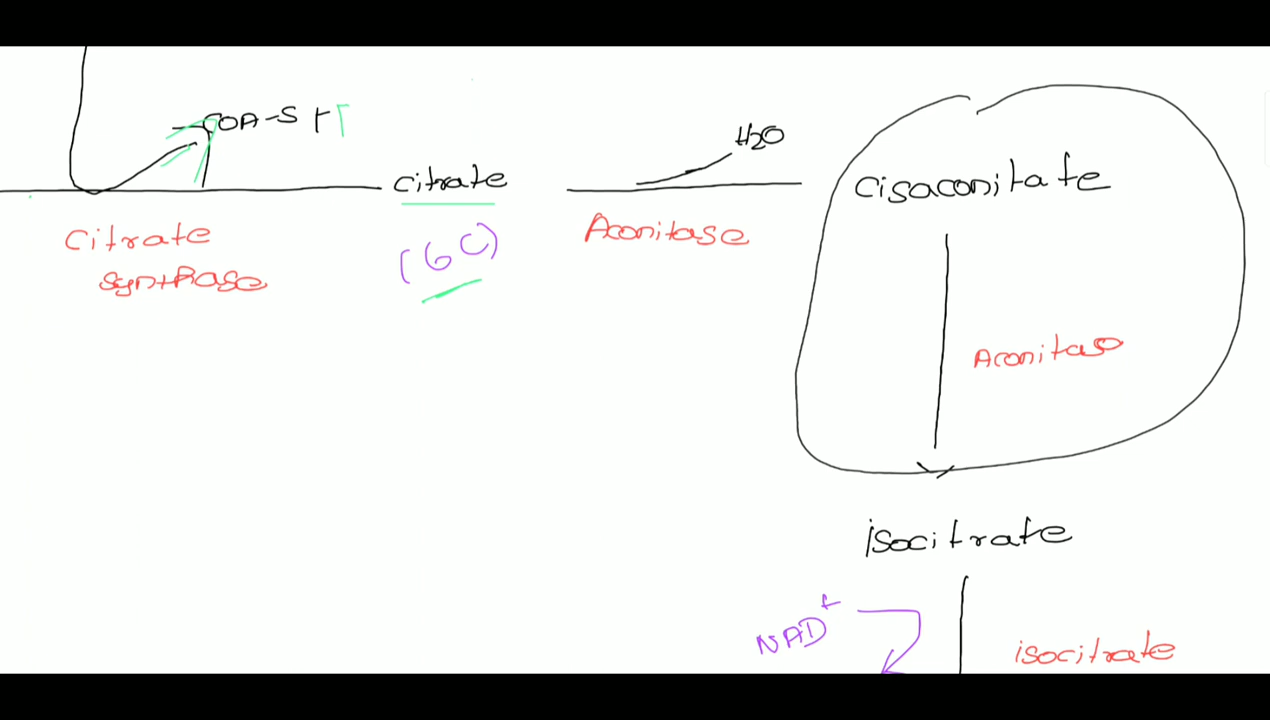 COA-SH
H2O
citrate
cisaconitate
Citrate
synthase
(6C)
Aconitase
Aconitase
isocitrate
NAD+
isocitrate